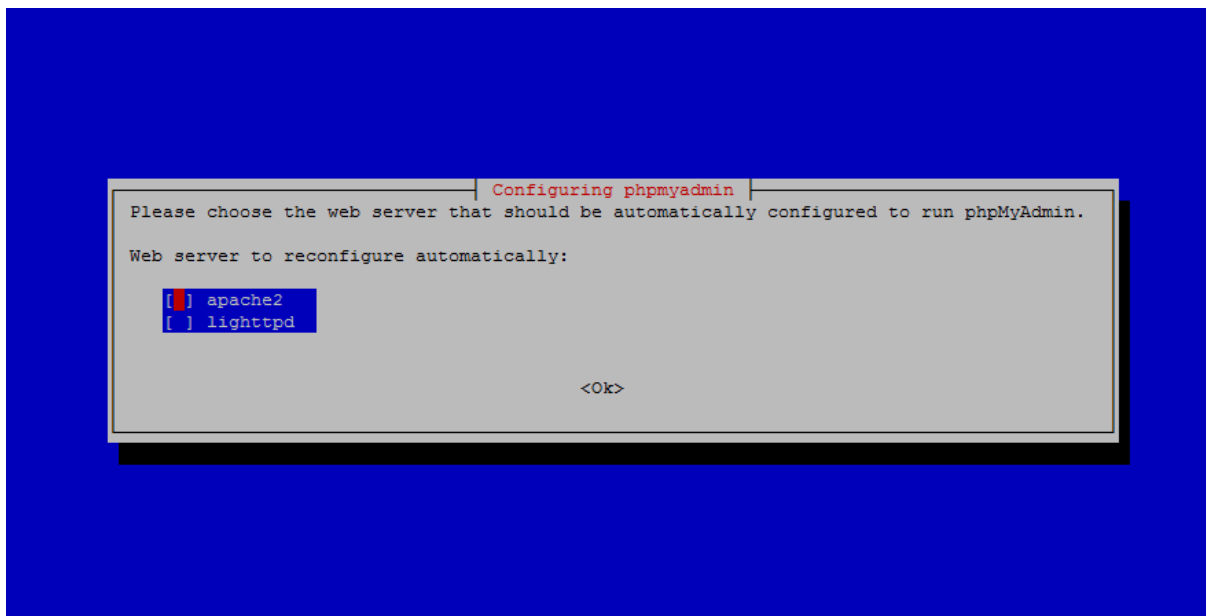 Configuring phpmyadmin
Please choose the web server that should be automatically configured to run phpMyAdmin.
Web server to reconfigure automatically:
[ ] apache2
[ ] lighttpd
<Ok>